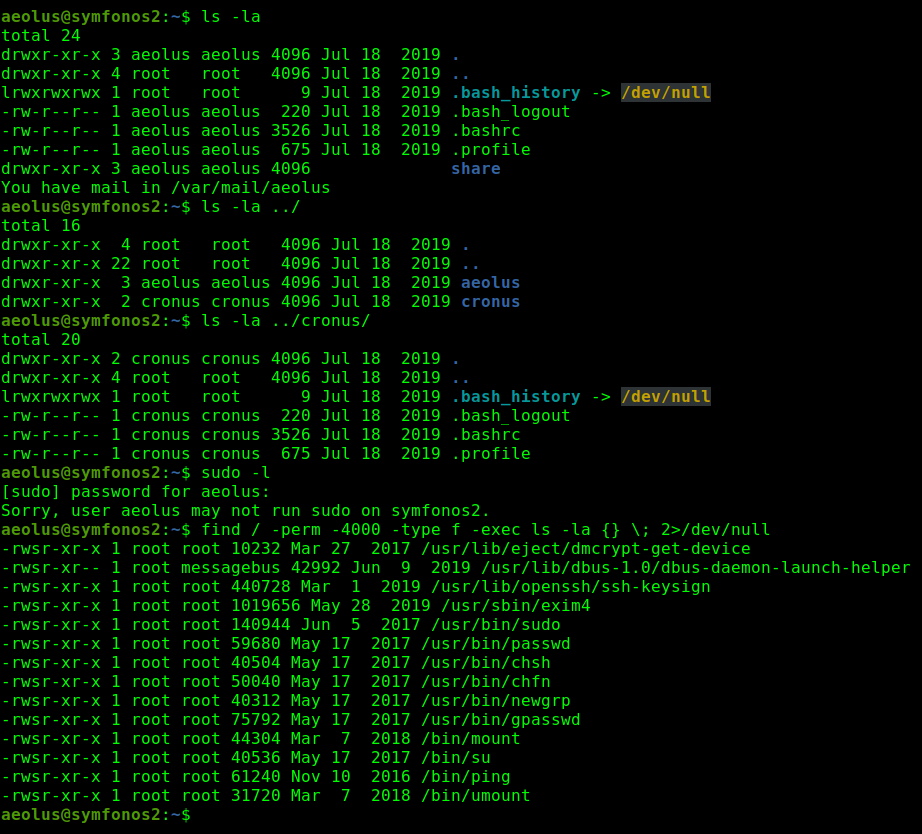 aeolus@symfonos2:~$ ls -la
total 24
drwxr-xr-x 3 aeolus aeolus 4096 Jul 18  2019 .
drwxr-xr-x 4 root   root   4096 Jul 18  2019 ..
lrwxrwxrwx 1 root   root      9 Jul 18  2019 .bash_history -> /dev/null
-rw-r--r-- 1 aeolus aeolus  220 Jul 18  2019 .bash_logout
-rw-r--r-- 1 aeolus aeolus 3526 Jul 18  2019 .bashrc
-rw-r--r-- 1 aeolus aeolus  675 Jul 18  2019 .profile
drwxr-xr-x 3 aeolus aeolus 4096              share
You have mail in /var/mail/aeolus
aeolus@symfonos2:~$ ls -la ../
total 16
drwxr-xr-x  4 root   root   4096 Jul 18  2019 .
drwxr-xr-x 22 root   root   4096 Jul 18  2019 ..
drwxr-xr-x  3 aeolus aeolus 4096 Jul 18  2019 aeolus
drwxr-xr-x  2 cronus cronus 4096 Jul 18  2019 cronus
aeolus@symfonos2:~$ ls -la ../cronus/
total 20
drwxr-xr-x 2 cronus cronus 4096 Jul 18  2019 .
drwxr-xr-x 4 root   root   4096 Jul 18  2019 ..
lrwxrwxrwx 1 root   root      9 Jul 18  2019 .bash_history -> /dev/null
-rw-r--r-- 1 cronus cronus  220 Jul 18  2019 .bash_logout
-rw-r--r-- 1 cronus cronus 3526 Jul 18  2019 .bashrc
-rw-r--r-- 1 cronus cronus  675 Jul 18  2019 .profile
aeolus@symfonos2:~$ sudo -l
[sudo] password for aeolus:
Sorry, user aeolus may not run sudo on symfonos2.
aeolus@symfonos2:~$ find / -perm -4000 -type f -exec ls -la {} \; 2>/dev/null
-rwsr-xr-x 1 root root 10232 Mar 27  2017 /usr/lib/eject/dmcrypt-get-device
-rwsr-xr-- 1 root messagebus 42992 Jun  9  2019 /usr/lib/dbus-1.0/dbus-daemon-launch-helper
-rwsr-xr-x 1 root root 440728 Mar  1  2019 /usr/lib/openssh/ssh-keysign
-rwsr-xr-x 1 root root 1019656 May 28  2019 /usr/sbin/exim4
-rwsr-xr-x 1 root root 140944 Jun  5  2017 /usr/bin/sudo
-rwsr-xr-x 1 root root 59680 May 17  2017 /usr/bin/passwd
-rwsr-xr-x 1 root root 40504 May 17  2017 /usr/bin/chsh
-rwsr-xr-x 1 root root 50040 May 17  2017 /usr/bin/chfn
-rwsr-xr-x 1 root root 40312 May 17  2017 /usr/bin/newgrp
-rwsr-xr-x 1 root root 75792 May 17  2017 /usr/bin/gpasswd
-rwsr-xr-x 1 root root 44304 Mar  7  2018 /bin/mount
-rwsr-xr-x 1 root root 40536 May 17  2017 /bin/su
-rwsr-xr-x 1 root root 61240 Nov 10  2016 /bin/ping
-rwsr-xr-x 1 root root 31720 Mar  7  2018 /bin/umount
aeolus@symfonos2:~$